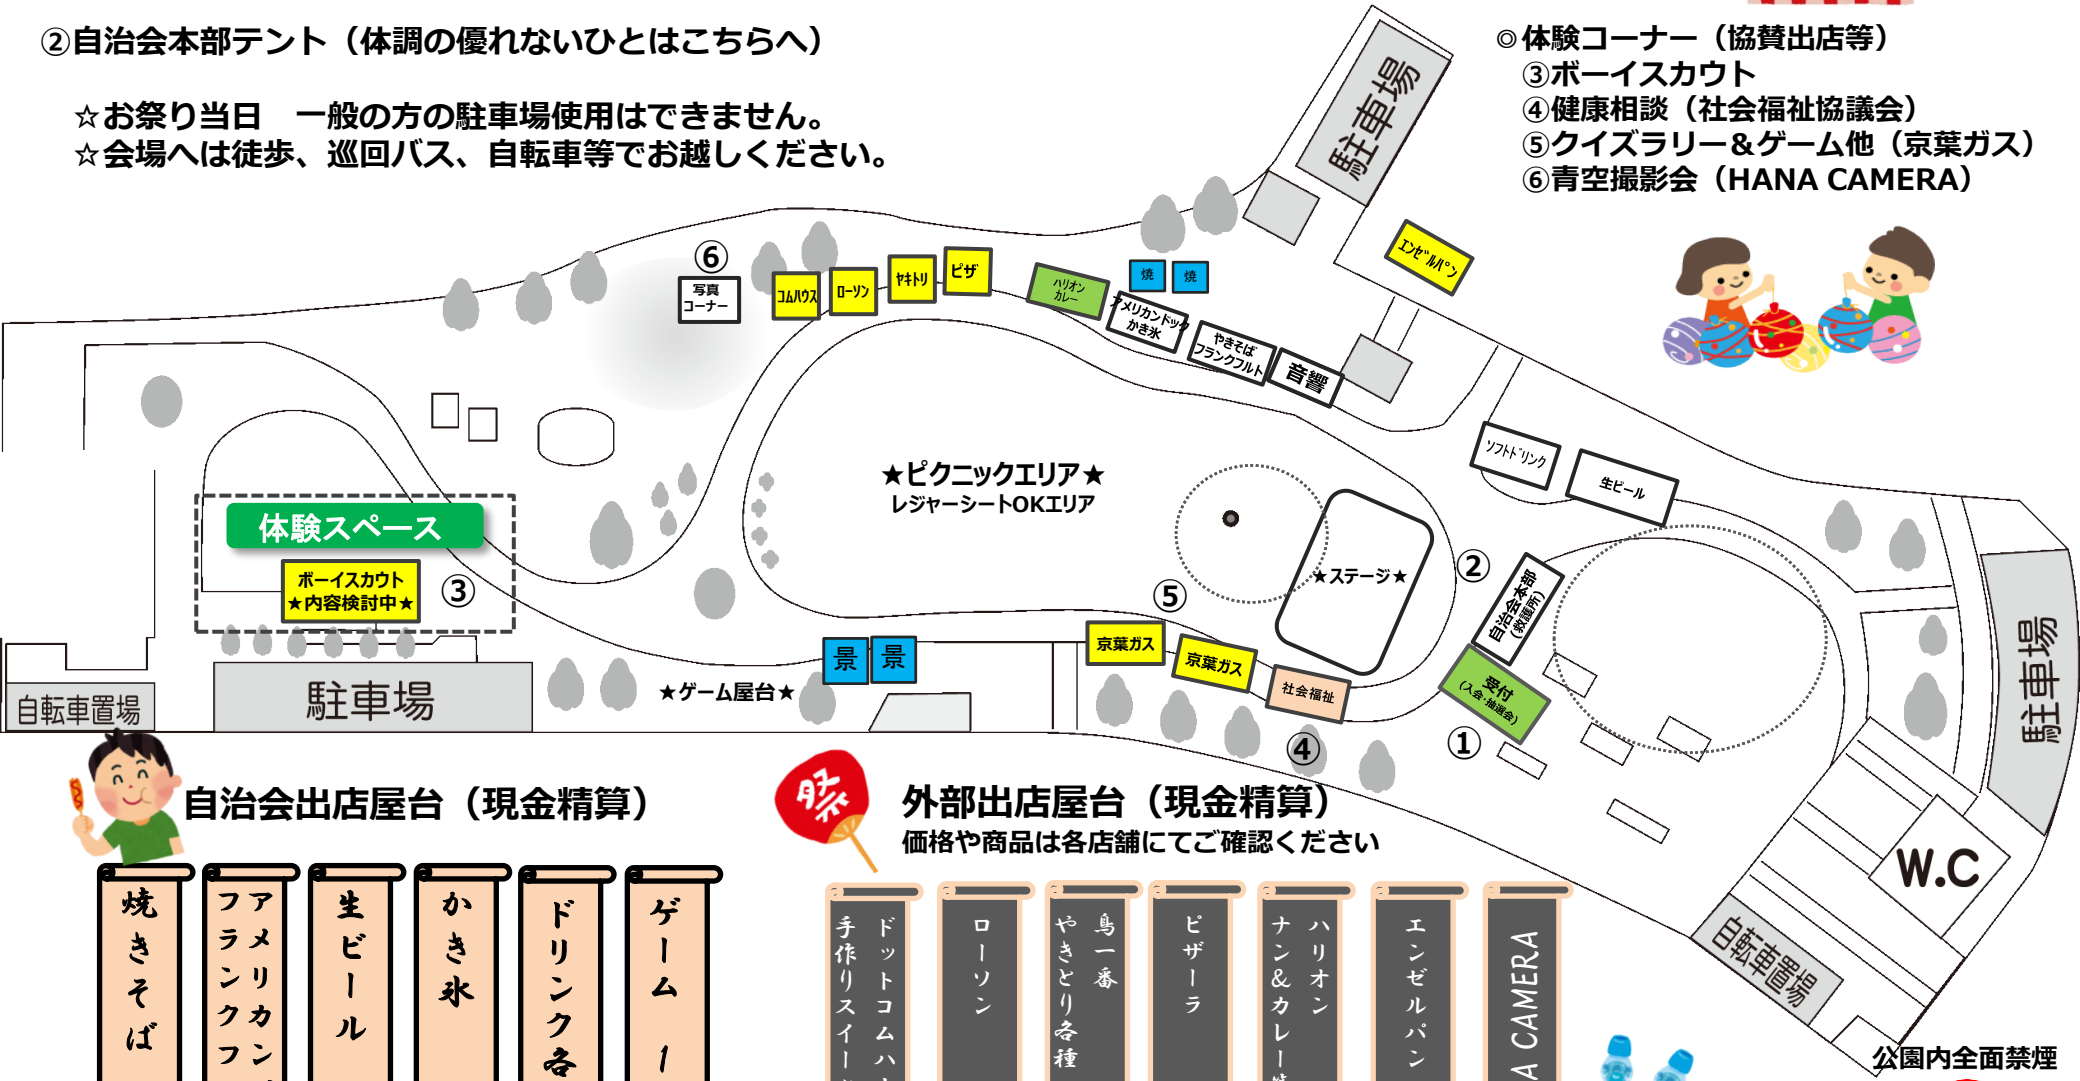 ②自治会本部テント（体調の優れないひとはこちらへ）
☆お祭り当日　一般の方の駐車場使用はできません。
☆会場へは徒歩、巡回バス、自転車等でお越しください。
◎体験コーナー（協賛出店等）
③ボーイスカウト
④健康相談（社会福祉協議会）
⑤クイズラリー＆ゲーム他（京葉ガス）
⑥青空撮影会（HANA CAMERA）
駐車場
エンゼルパン
⑥
写真
コーナー
コムハウス
ローソン
ヤキトリ
ピザ
ハリオン
カレー
焼
焼
アメリカンドック
かき氷
やきそば
フランクフルト
音響
ソフトドリンク
生ビール
★ピクニックエリア★
レジャーシートOKエリア
★ステージ★
②
自治会本部
(救護所)
体験スペース
ボーイスカウト
★内容検討中★
③
⑤
京葉ガス
京葉ガス
社会福祉
④
受付
(入会・抽選会)
①
景
景
★ゲーム屋台★
自転車置場
駐車場
駐車場
W.C
自転車置場
公園内全面禁煙
自治会出店屋台（現金精算）
焼きそば
アメリカン
フランクフ
生ビール
かき氷
ドリンク各
ゲーム　1
祭
外部出店屋台（現金精算）
価格や商品は各店舗にてご確認ください
ドットコムハ
手作りスイー
ローソン
鳥一番
やきとり各種
ピザーラ
ハリオン
ナン&カレー
エンゼルパン
A CAMERA